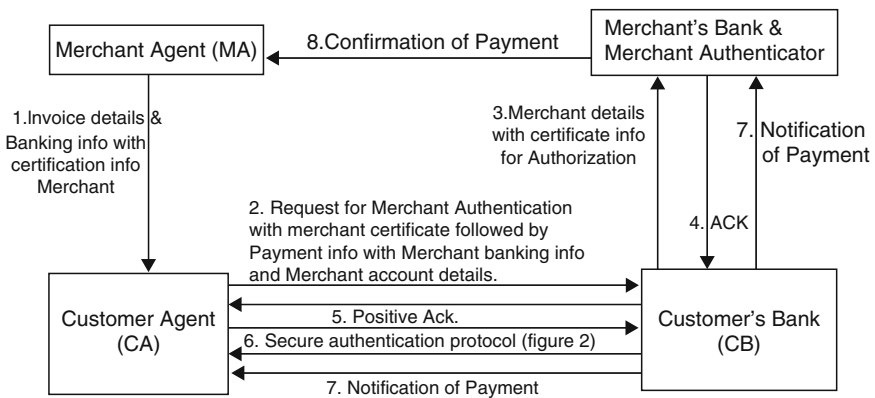 Merchant Agent (MA)
8.Confirmation of Payment
Merchant's Bank &
Merchant Authenticator
1.Invoice details &
Banking info with
certification info
Merchant
3.Merchant details
with certificate info
for Authorization
7. Notification
of Payment
2. Request for Merchant Authentication
with merchant certificate followed by
Payment info with Merchant banking info
and Merchant account details.
4. ACK
Customer Agent
(CA)
5. Positive Ack.
6. Secure authentication protocol (figure 2)
7. Notification of Payment
Customer's Bank
(CB)